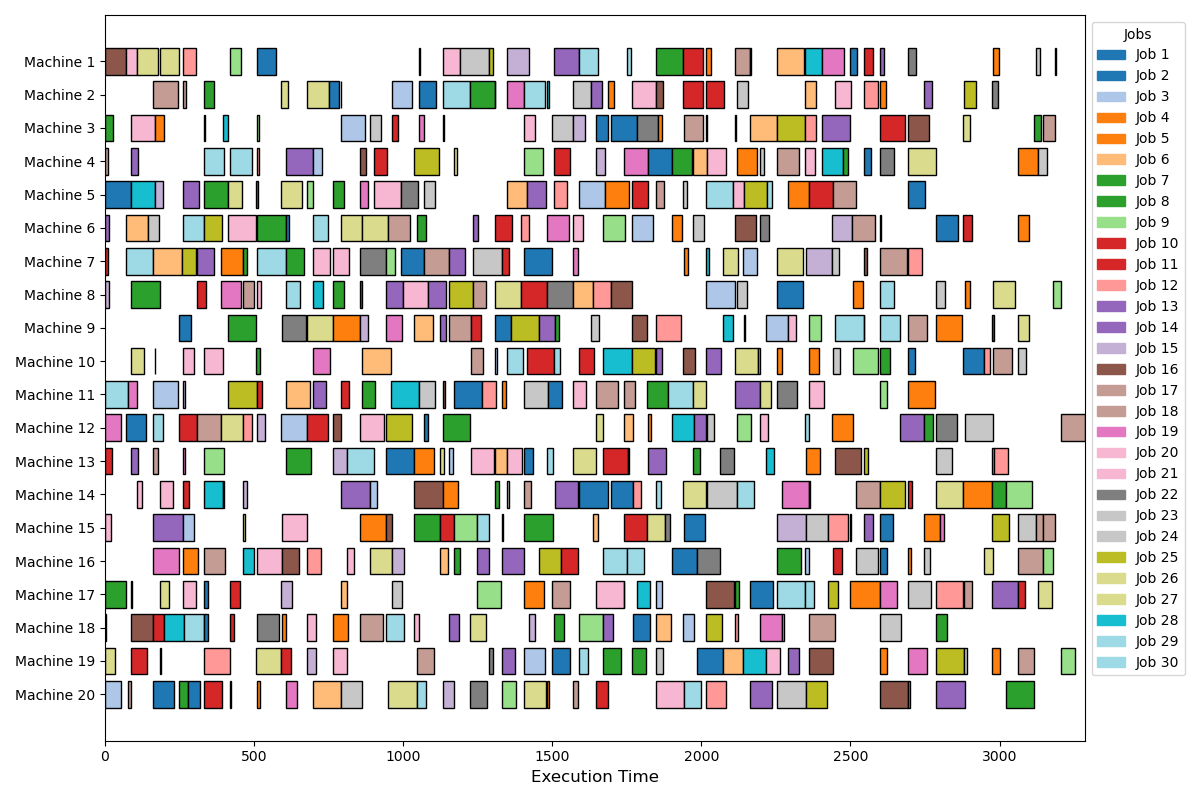 Machine 1
Machine 2
Machine 3
Machine 4
Machine 5
Machine 6
Machine 7
Machine 8
Machine 9
Machine 10
Machine 11
Machine 12
Machine 13
Machine 14
Machine 15
Machine 16
Machine 17
Machine 18
Machine 19
Machine 20
0 500 1000 1500 2000 2500 3000
Execution Time
Jobs
Job 1
Job 2
Job 3
Job 4
Job 5
Job 6
Job 7
Job 8
Job 9
Job 10
Job 11
Job 12
Job 13
Job 14
Job 15
Job 16
Job 17
Job 18
Job 19
Job 20
Job 21
Job 22
Job 23
Job 24
Job 25
Job 26
Job 27
Job 28
Job 29
Job 30